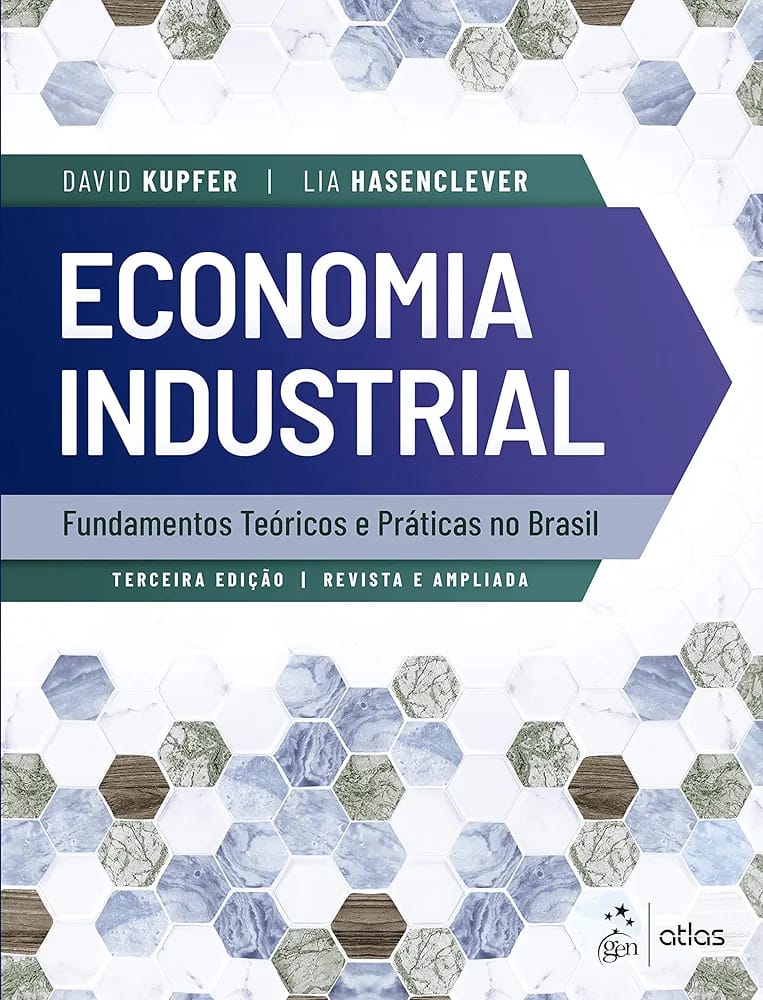 DAVID KUPFER | LIA HASENCLEVER
ECONOMIA
INDUSTRIAL
Fundamentos Teóricos e Práticas no Brasil
TERCEIRA EDIÇÃO | REVISTA E AMPLIADA
gen | atlas